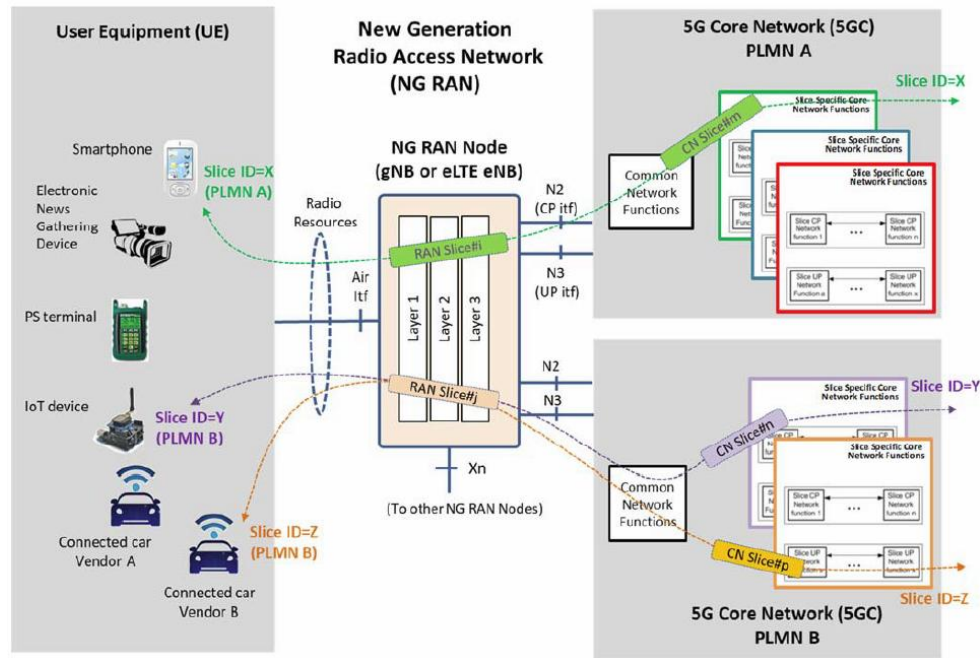 User Equipment (UE)
Smartphone
Slice ID=X
(PLMN A)
Electronic
News
Gathering
Device
PS terminal
IoT device
Slice ID=Y
(PLMN B)
Connected car
Vendor A
Slice ID=Z
(PLMN B)
Connected car
Vendor B
New Generation
Radio Access Network
(NG RAN)
NG RAN Node
(gNB or eLTE eNB)
Radio
Resources
Air
Itf
RAN Slice#i
Layer 1
Layer 2
Layer 3
RAN Slice#j
N2
(CP itf)
N3
(UP itf)
N2
N3
Xn
(To other NG RAN Nodes)
5G Core Network (5GC)
PLMN A
Slice ID=X
CN Slice#m
Common
Network
Functions
Slice Specific Core
Network Functions
Slice Specific Core
Network Functions
Slice Specific Core
Network Functions
Slice CP
Network
function 1
...
Slice CP
Network
function n
Slice UP
Network
function a
...
Slice UP
Network
function x
Slice Specific Core
Network Functions
Slice ID=Y
CN Slice#n
Slice Specific Core
Network Functions
Common
Network
Functions
Slice CP
Network
function 1
...
Slice CP
Network
function n
CN Slice#p
Slice UP
Network
...
Slice UP
Network
Slice ID=Z
5G Core Network (5GC)
PLMN B